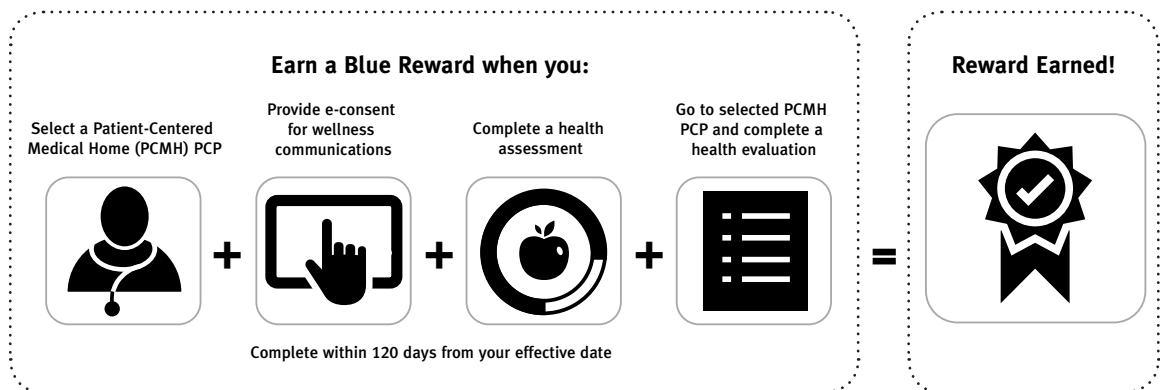 Earn a Blue Reward when you:
Select a Patient-Centered
Medical Home (PCMH) PCP
+
Provide e-consent
for wellness
communications
+
Complete a health
assessment
+
Go to selected PCMH
PCP and complete a
health evaluation
Complete within 120 days from your effective date
=
Reward Earned!